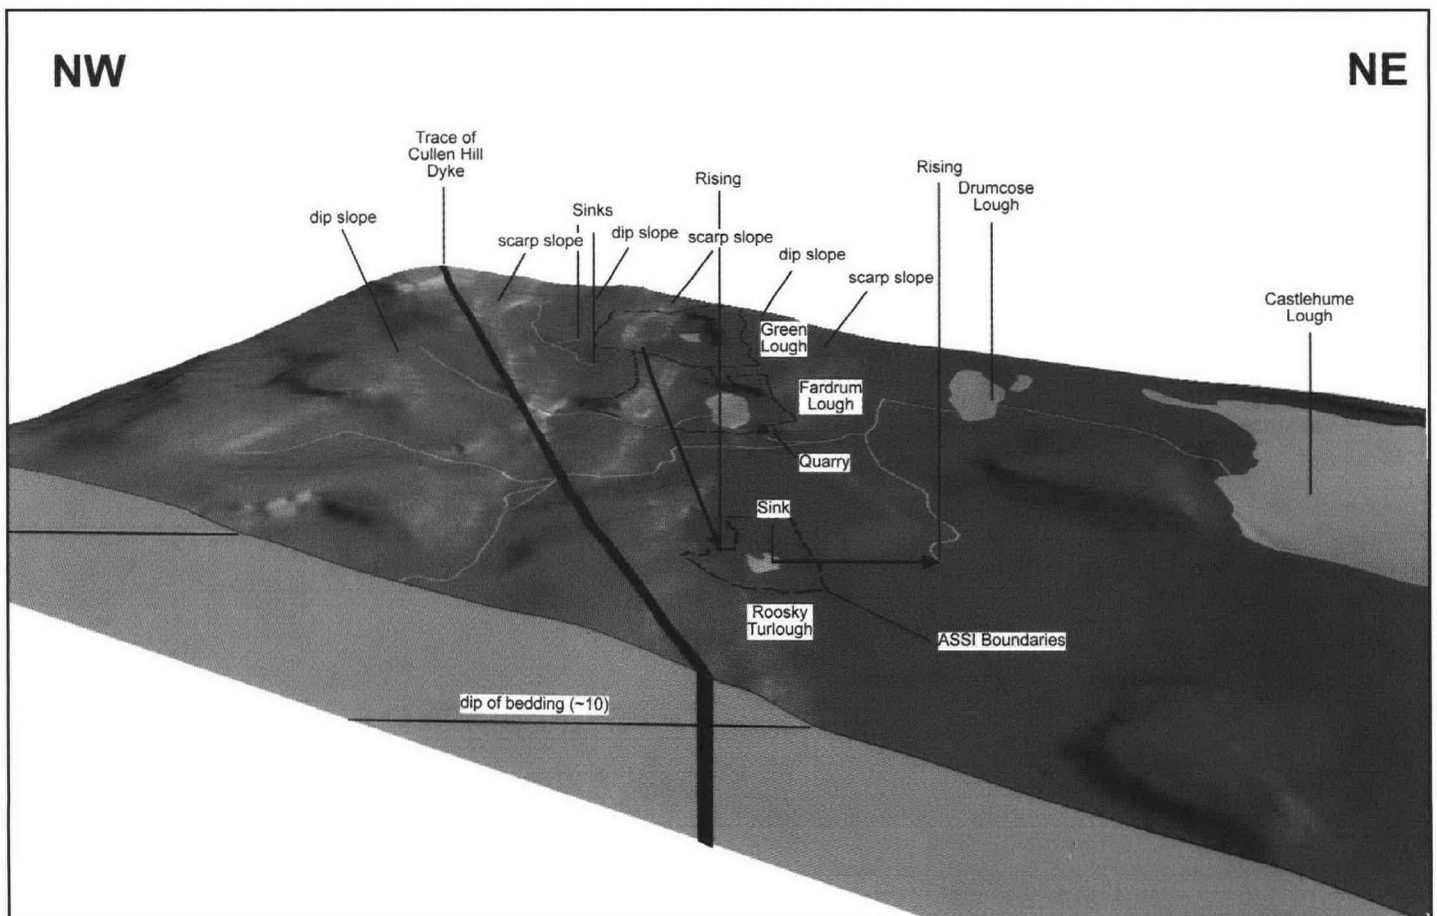 NW
NE
Trace of
Cullen Hill
Dyke
Rising
Rising
Drumcose
Lough
dip slope
Sinks
scarp slope
dip slope
scarp slope
dip slope
scarp slope
Castlehume
Lough
Green
Lough
Fardrum
Lough
Quarry
Sink
Roosky
Turlough
ASSI Boundaries
dip of bedding (~10)